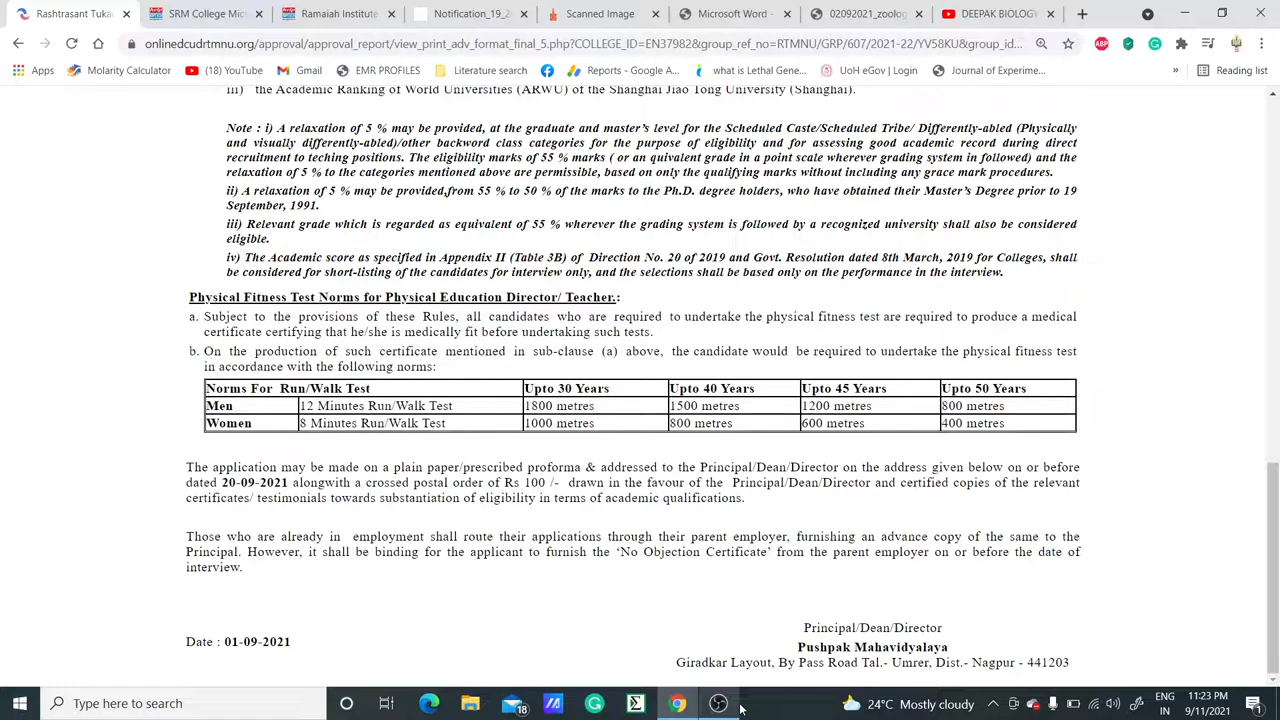 Rashtrasant Tukad
SRM College Micr
Ramaiah Institute
Notification_19_2
Scanned Image
Microsoft Word -
02092021_zoolog
DEEPAK BIOLOGY
onlinedcudrtmnu.org/approval/approval_report/view_print_adv_format_final_5.php?COLLEGE_ID=EN37982&group_ref_no=RTMNU/GRP/607/2021-22/YV58KU&group_id...
Apps
Molarity Calculator
(18) YouTube
Gmail
EMR PROFILES
Literature search
Reports - Google A...
what is Lethal Gene...
UoH eGov | Login
Journal of Experime...
»
Reading list
iii) the Academic Ranking of World Universities (ARWU) of the Shanghai Jiao Tong University (Shanghai).
Note : i) A relaxation of 5 % may be provided, at the graduate and master's level for the Scheduled Caste/Scheduled Tribe/ Differently-abled (Physically
and visually differently-abled)/other backword class categories for the purpose of eligibility and for assessing good academic record during direct
recruitment to teching positions. The eligibility marks of 55 % marks ( or an quivalent grade in a point scale wherever grading system in followed) and the
relaxation of 5 % to the categories mentioned above are permissible, based on only the qualifying marks without including any grace mark procedures.
ii) A relaxation of 5 % may be provided,from 55 % to 50 % of the marks to the Ph.D. degree holders, who have obtained their Master's Degree prior to 19
September, 1991.
iii) Relevant grade which is regarded as equivalent of 55 % wherever the grading system is followed by a recognized university shall also be considered
eligible.
iv) The Academic score as specified in Appendix II (Table 3B) of Direction No. 20 of 2019 and Govt. Resolution dated 8th March, 2019 for Colleges, shall
be considered for short-listing of the candidates for interview only, and the selections shall be based only on the performance in the interview.
Physical Fitness Test Norms for Physical Education Director/ Teacher.:
a. Subject to the provisions of these Rules, all candidates who are required to undertake the physical fitness test are required to produce a medical
certificate certifying that he/she is medically fit before undertaking such tests.
b. On the production of such certificate mentioned in sub-clause (a) above, the candidate would be required to undertake the physical fitness test
in accordance with the following norms:
Norms For Run/Walk Test Upto 30 Years Upto 40 Years Upto 45 Years Upto 50 Years
Men 12 Minutes Run/Walk Test 1800 metres 1500 metres 1200 metres 800 metres
Women 8 Minutes Run/Walk Test 1000 metres 800 metres 600 metres 400 metres
The application may be made on a plain paper/prescribed proforma & addressed to the Principal/Dean/Director on the address given below on or before
dated 20-09-2021 alongwith a crossed postal order of Rs 100 /- drawn in the favour of the Principal/Dean/Director and certified copies of the relevant
certificates/ testimonials towards substantiation of eligibility in terms of academic qualifications.
Those who are already in employment shall route their applications through their parent employer, furnishing an advance copy of the same to the
Principal. However, it shall be binding for the applicant to furnish the 'No Objection Certificate' from the parent employer on or before the date of
interview.
Principal/Dean/Director
Date : 01-09-2021
Pushpak Mahavidyalaya
Giradkar Layout, By Pass Road Tal.- Umrer, Dist.- Nagpur - 441203
Type here to search
18
24°C Mostly cloudy
ENG
IN
11:23 PM
9/11/2021